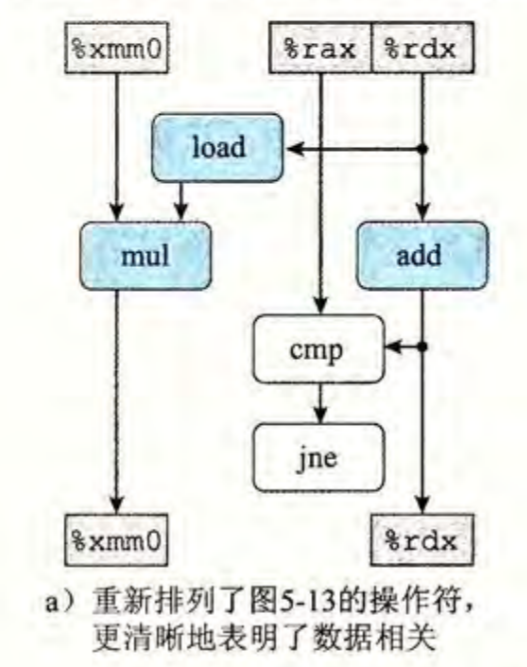 %xmm0 %rax %rdx
load
mul add
cmp
jne
%xmm0 %rdx
a）重新排列了图5-13的操作符，
更清晰地表明了数据相关